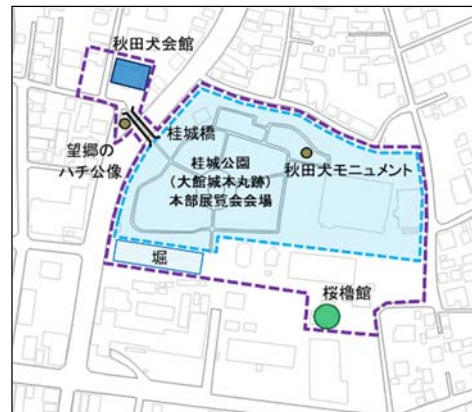 秋田犬会館
桂城橋
望郷の
ハチ公像
桂城公園
（大館城本丸跡）
本部展覧会会場
秋田犬モニュメント
堀
桜櫓館